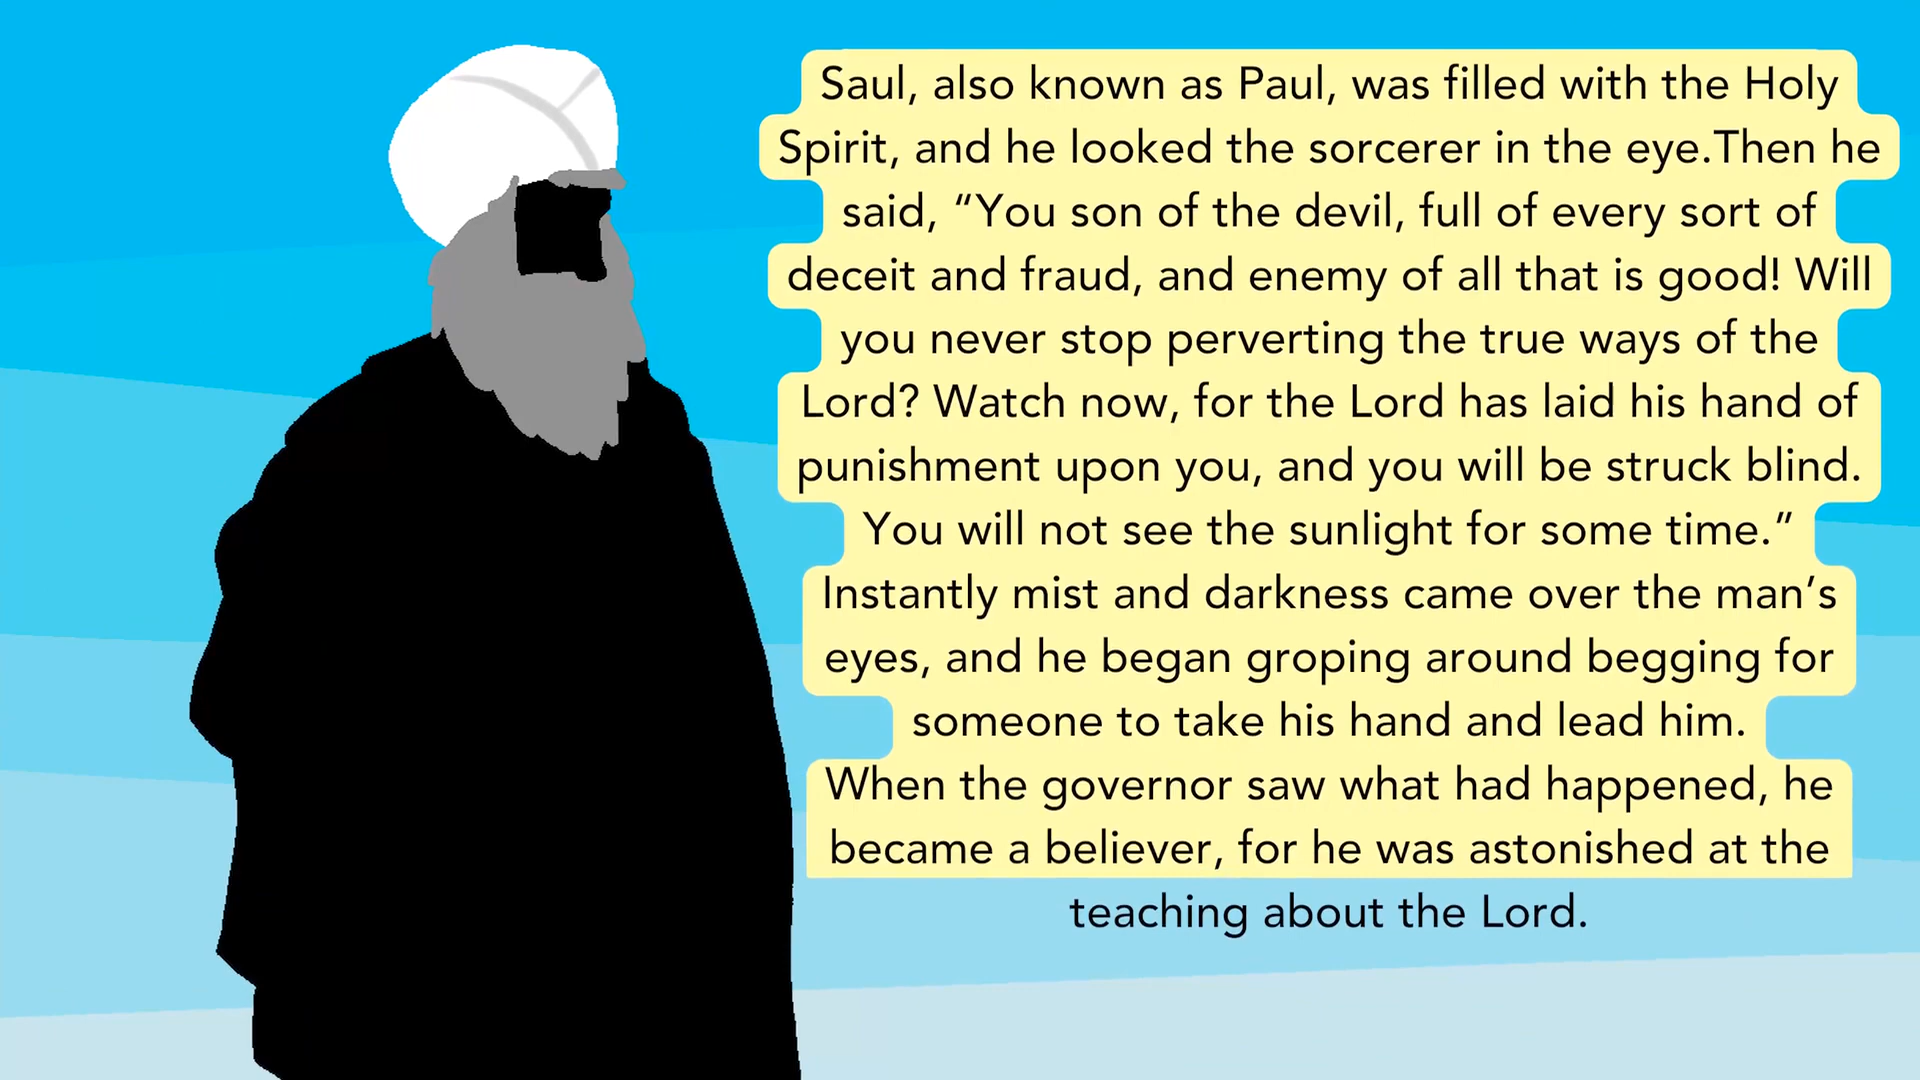 Saul, also known as Paul, was filled with the Holy
Spirit, and he looked the sorcerer in the eye.Then he
said, “You son of the devil, full of every sort of
deceit and fraud, and enemy of all that is good! Will
you never stop perverting the true ways of the
Lord? Watch now, for the Lord has laid his hand of
punishment upon you, and you will be struck blind.
You will not see the sunlight for some time.”
Instantly mist and darkness came over the man’s
eyes, and he began groping around begging for
someone to take his hand and lead him.
When the governor saw what had happened, he
became a believer, for he was astonished at the
teaching about the Lord.